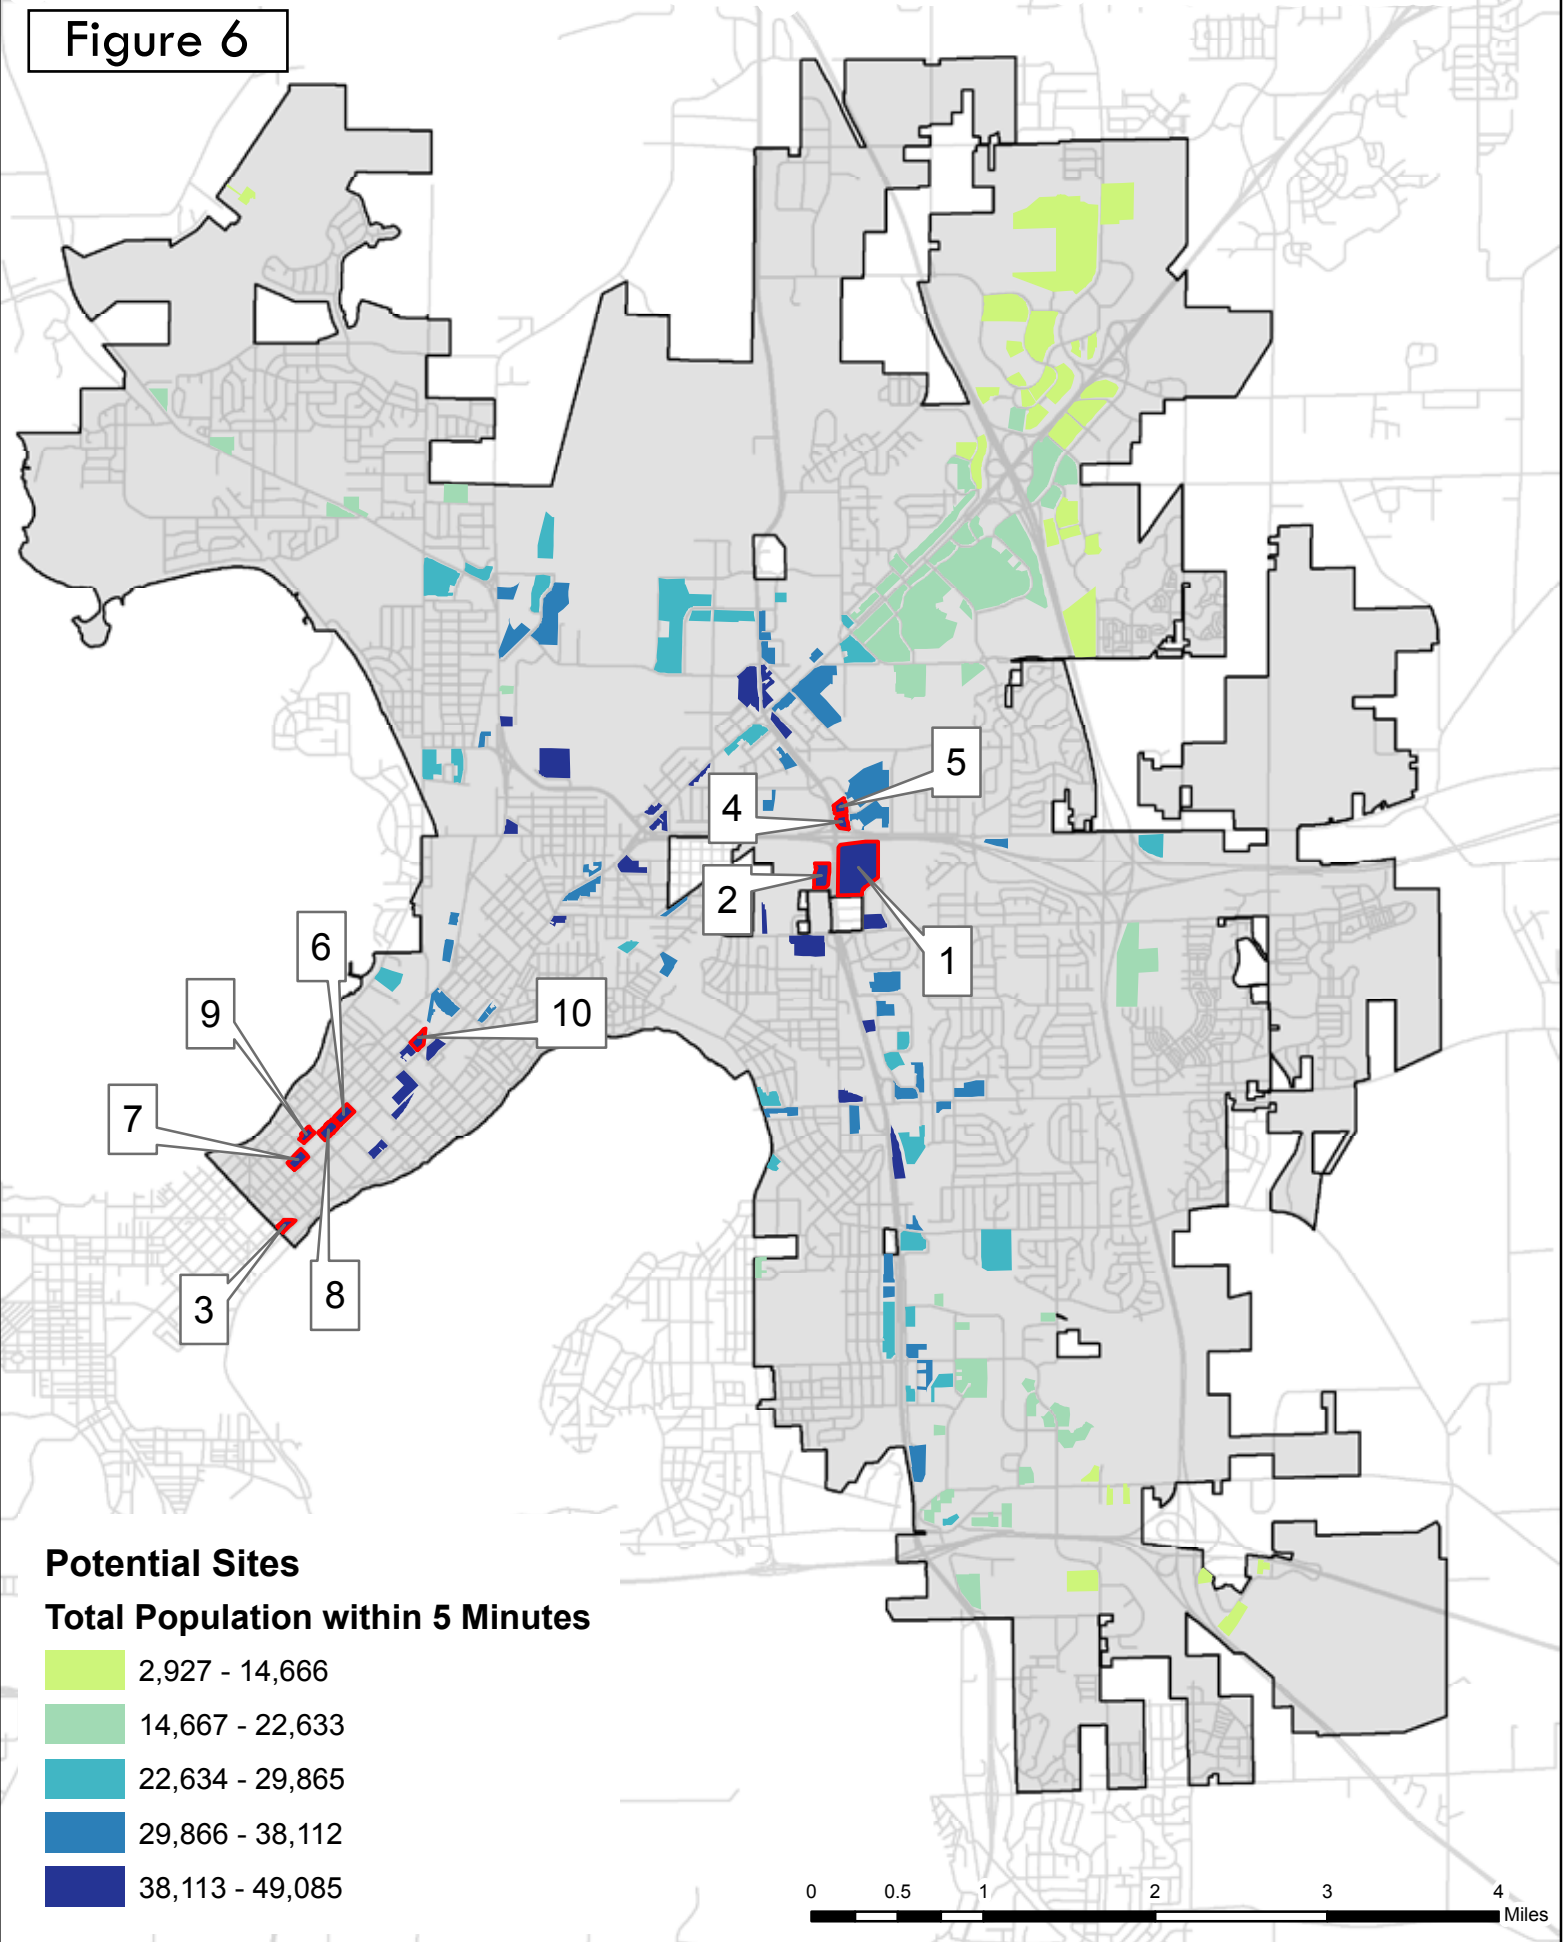 Figure 6
5
4
2
1
6
9
10
7
3
8
Potential Sites
Total Population within 5 Minutes
2,927 - 14,666
14,667 - 22,633
22,634 - 29,865
29,866 - 38,112
38,113 - 49,085
0 0.5 1 2 3 4
Miles